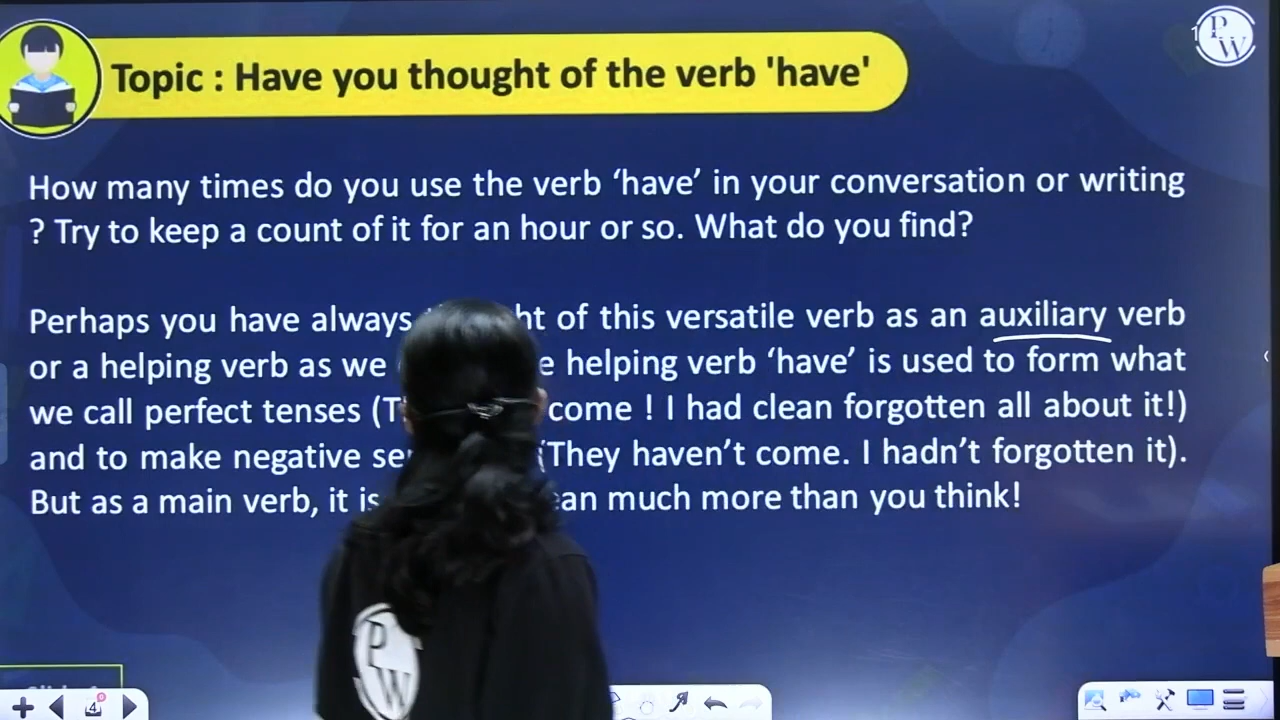 Topic : Have you thought of the verb 'have'
P
W
How many times do you use the verb ‘have’ in your conversation or writing
? Try to keep a count of it for an hour or so. What do you find?
Perhaps you have always of this versatile verb as an auxiliary verb
or a helping verb as we helping verb ‘have’ is used to form what
we call perfect tenses ( come ! I had clean forgotten all about it!)
and to make negative (They haven’t come. I hadn’t forgotten it).
But as a main verb, it is much more than you think!
P
W
4